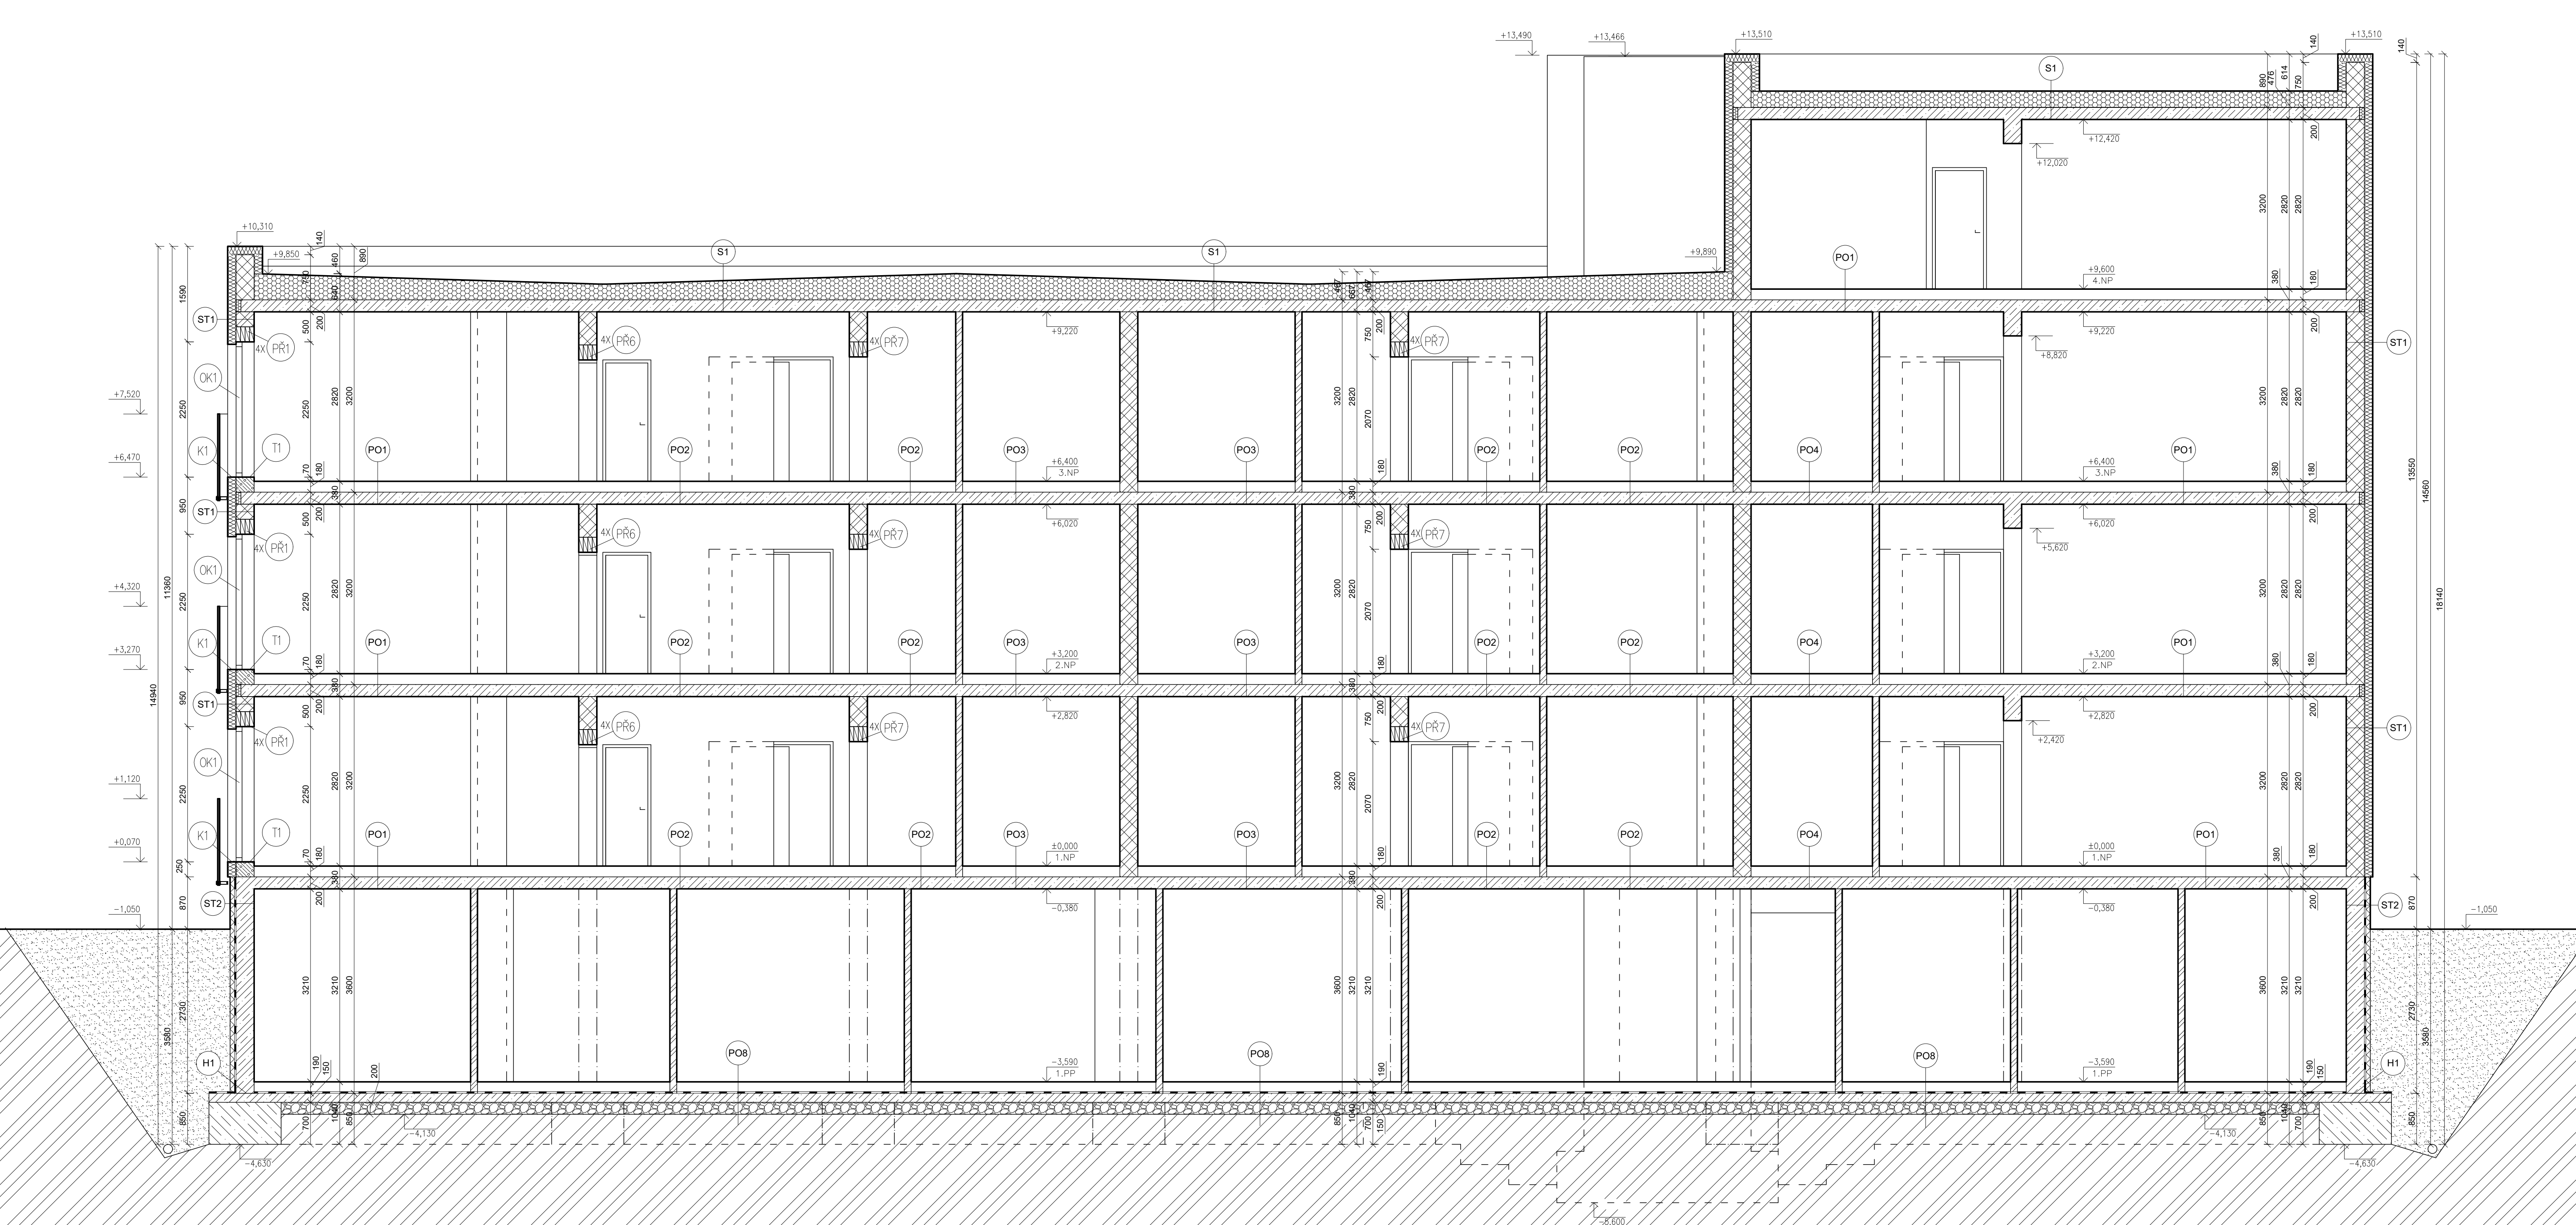 +13,490
+13,466
+13,510
+13,510
140
140
S1
890
476
614
750
200
+12,420
+12,020
3200
2820
2820
PO1
+9,600
4.NP
380
180
+10,310
+9,850
140
460
890
750
640
S1
S1
+9,890
467
667
467
1590
ST1
500
200
4X PŘ1
4X PŘ6
4X PŘ7
+9,220
750
200
4X PŘ7
+9,220
+8,820
200
ST1
OK1
+7,520
2250
2250
2820
3200
3200
2820
2070
3200
2820
2820
K1
T1
PO1
PO2
PO2
PO3
PO3
PO2
PO2
PO4
PO1
+6,470
70
180
+6,400
3.NP
180
+6,400
3.NP
380
180
13550
14560
18140
950
ST1
380
500
200
4X PŘ1
4X PŘ6
4X PŘ7
+6,020
380
750
200
4X PŘ7
+6,020
+5,620
200
OK1
+4,320
11360
2250
2250
2820
3200
3200
2820
2070
3200
2820
2820
K1
T1
PO1
PO2
PO2
PO3
PO3
PO2
PO2
PO4
PO1
+3,270
70
180
+3,200
2.NP
180
+3,200
2.NP
380
180
14940
950
ST1
380
500
200
4X PŘ1
4X PŘ6
4X PŘ7
+2,820
380
750
200
4X PŘ7
+2,820
+2,420
200
ST1
OK1
+1,120
2250
2250
2820
3200
3200
2820
2070
3200
2820
2820
K1
T1
PO1
PO2
PO2
PO3
PO3
PO2
PO2
PO4
PO1
+0,070
250
70
180
±0,000
1.NP
180
±0,000
1.NP
380
180
380
380
ST2
870
200
-0,380
200
-0,380
200
ST2
870
-1,050
-1,050
3580
2730
3210
3210
3600
3600
3210
3210
3600
3210
3210
2730
3580
H1
190
150
200
PO8
-3,590
1.PP
PO8
190
PO8
-3,590
1.PP
190
150
H1
850
700
1040
850
-4,130
850
1040
700
150
-4,130
850
1040
700
850
-4,630
-4,630
-5,600